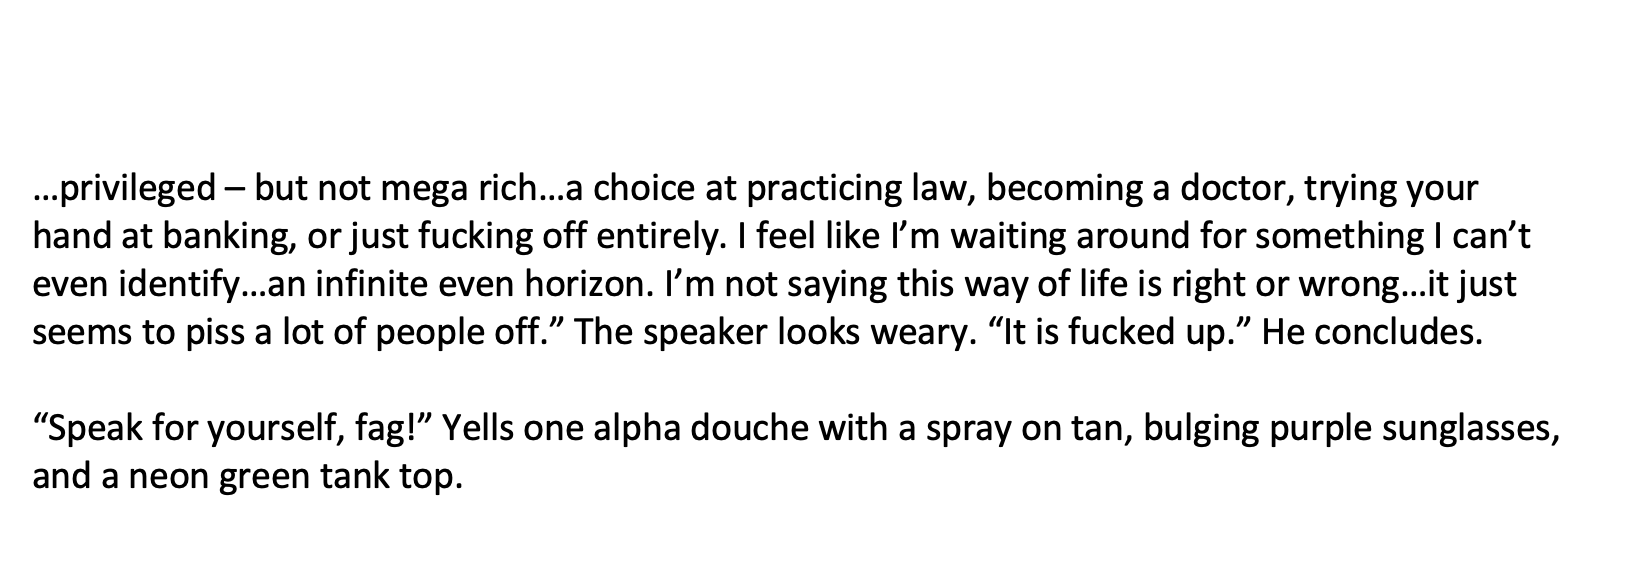 …privileged – but not mega rich…a choice at practicing law, becoming a doctor, trying your
hand at banking, or just fucking off entirely. I feel like I’m waiting around for something I can’t
even identify…an infinite even horizon. I’m not saying this way of life is right or wrong…it just
seems to piss a lot of people off.” The speaker looks weary. “It is fucked up.” He concludes.
“Speak for yourself, fag!” Yells one alpha douche with a spray on tan, bulging purple sunglasses,
and a neon green tank top.